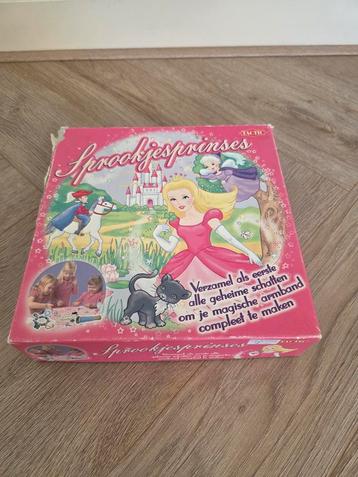 TACTIC
Sprookjesprinses
Verzamel als eerste
alle geheime schatten
om je magische armband
compleet te maken
Sprookjesprinses